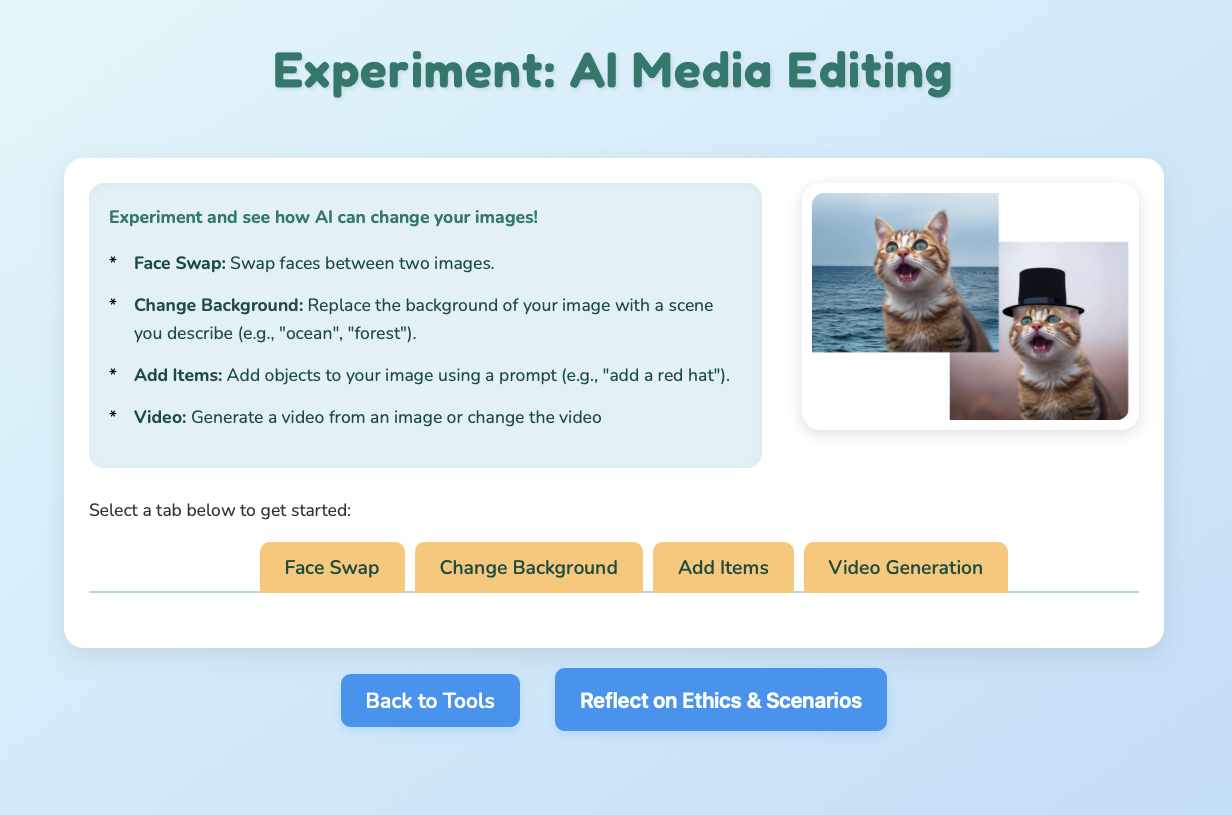 Experiment: AI Media Editing
Experiment and see how AI can change your images!
* Face Swap: Swap faces between two images.
* Change Background: Replace the background of your image with a scene
you describe (e.g., "ocean", "forest").
* Add Items: Add objects to your image using a prompt (e.g., "add a red hat").
* Video: Generate a video from an image or change the video
Select a tab below to get started:
Face Swap
Change Background
Add Items
Video Generation
Back to Tools
Reflect on Ethics & Scenarios